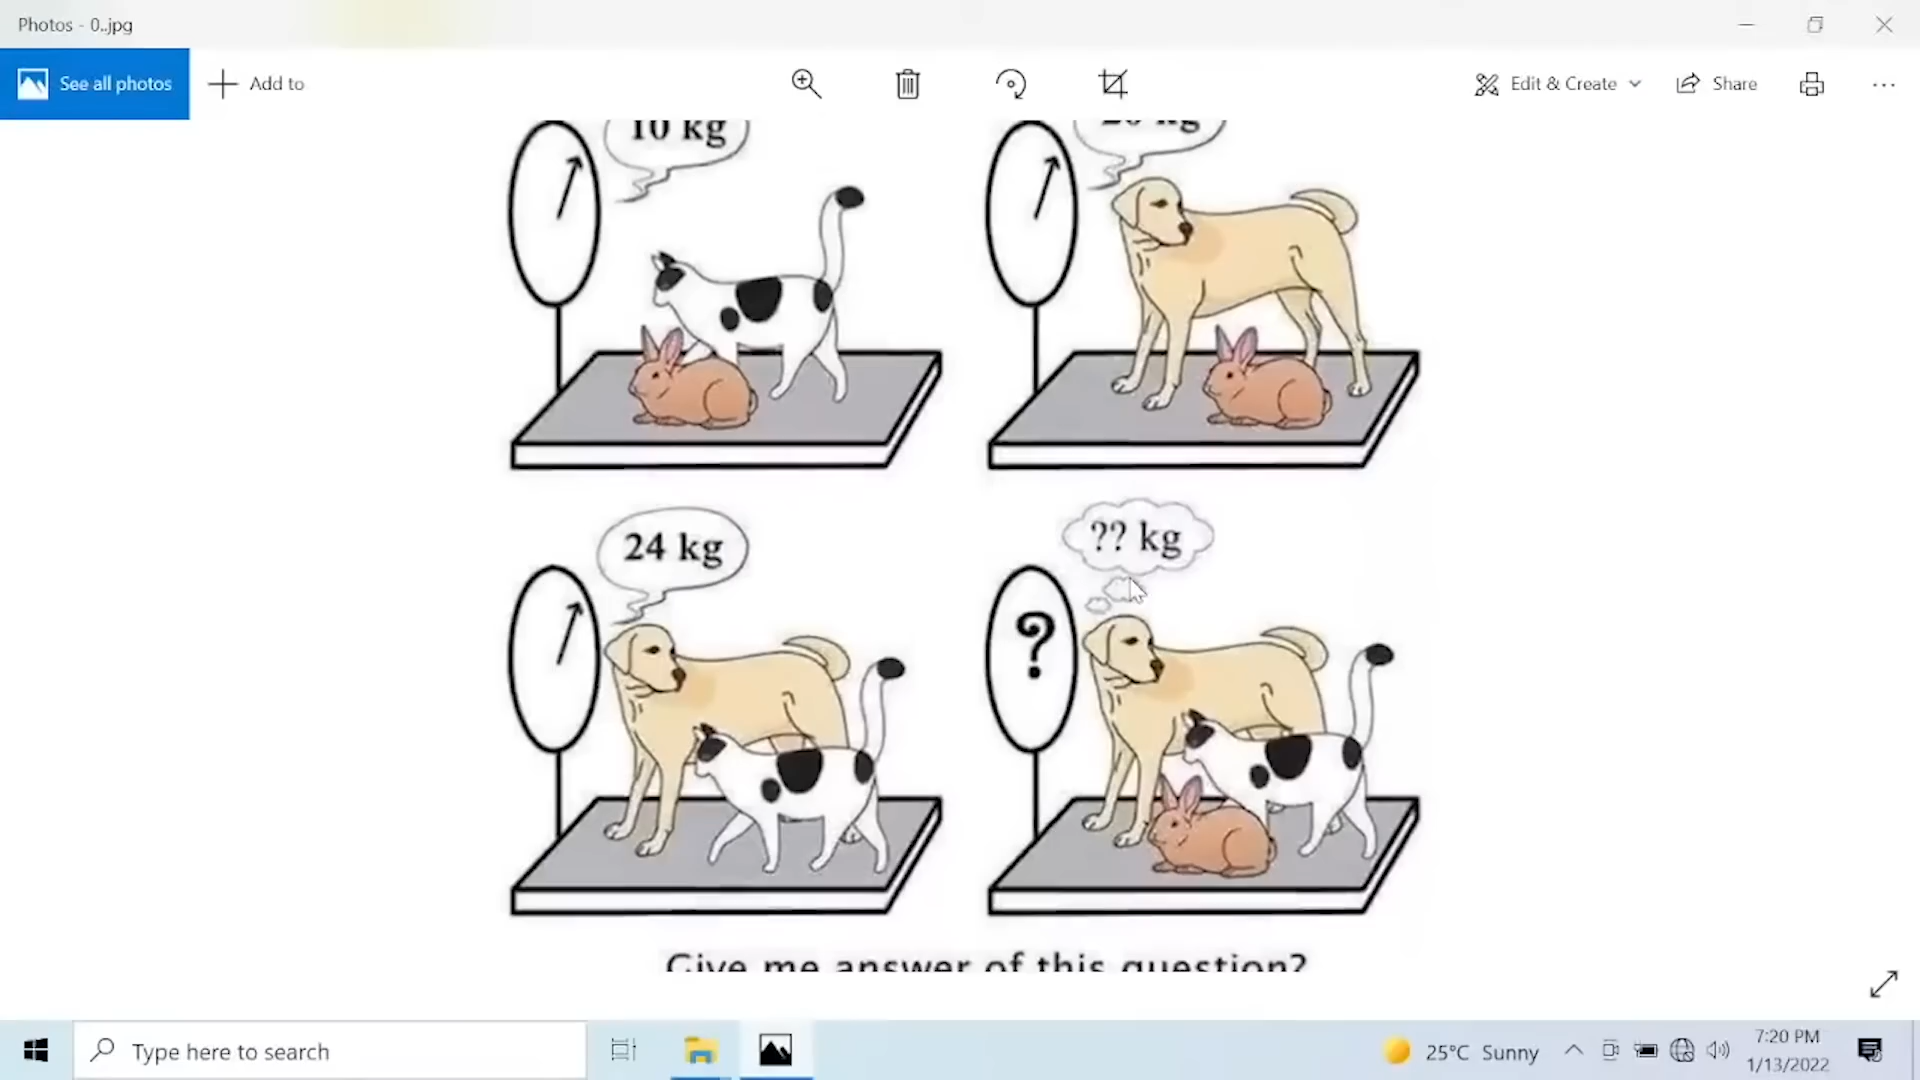 Photos - 0..jpg
See all photos
Add to
Edit & Create
Share
10 kg
kg
24 kg
?? kg
?
Give me answer of this question?
Type here to search
25°C Sunny
7:20 PM
1/13/2022